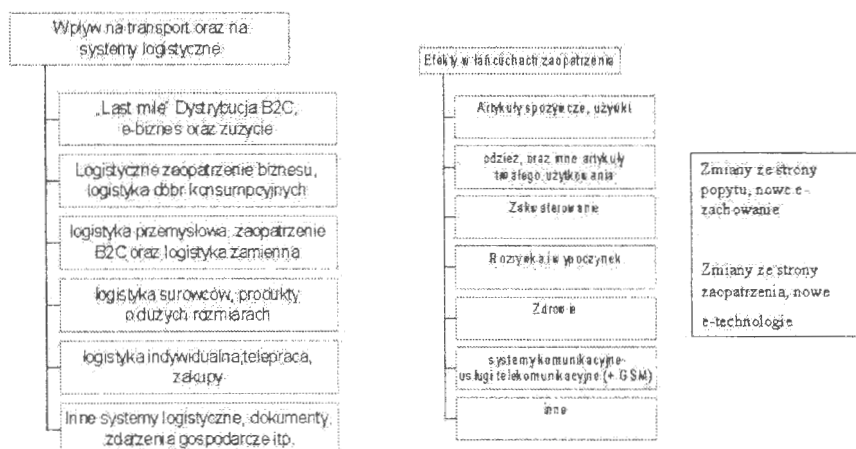 Wpływ na transport oraz na
systemy logistyczne
„Last mile” Dystrybucja B2C,
e-biznes oraz zużycie
Logistyczne zaopatrzenie biznesu,
logistyka dóbr konsumpcyjnych
logistyka przemysłowa, zaopatrzenie
B2C oraz logistyka zamienna
logistyka surowców, produkty
o dużych rozmiarach
logistyka indywidualna, telepraca,
zakupy
Inne systemy logistyczne, dokumenty,
zdarzenia gospodarcze itp.
Efekty w łańcuchach zaopatrzenia
Artykuły spożywcze, używki
odzież, oraz inne artykuły
trwałego użytkowania
Zakwaterowanie
Rozrywka i wypoczynek
Zdrowie
systemy komunikacyjne-
usługi telekomunikacyjne (+ GSM)
inne
Zmiany ze strony
popytu, nowe e-
zachowanie
Zmiany ze strony
zaopatrzenia, nowe
e-technologie